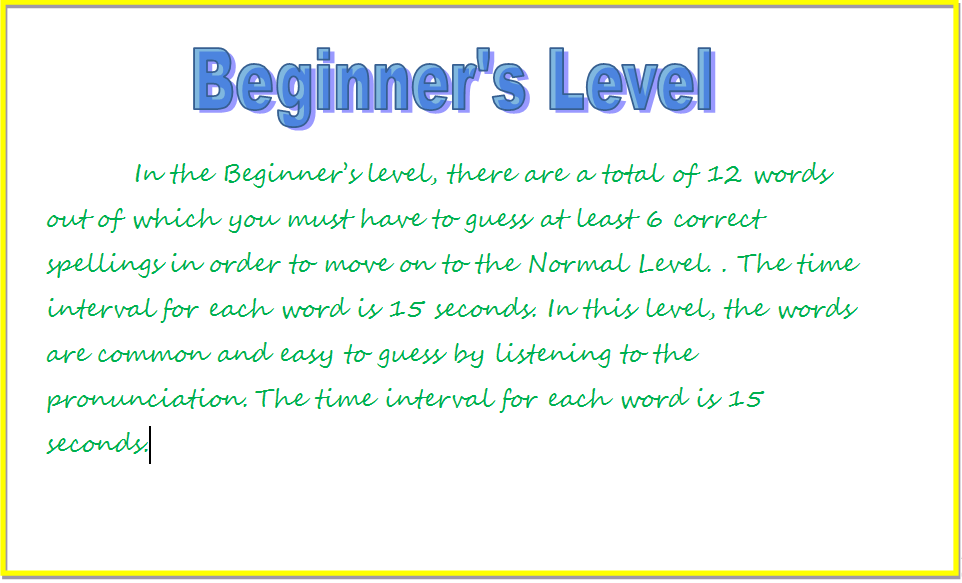 Beginner's Level
In the Beginner's level, there are a total of 12 words
out of which you must have to guess at least 6 correct
spellings in order to move on to the Normal Level. . The time
interval for each word is 15 seconds. In this level, the words
are common and easy to guess by listening to the
pronunciation. The time interval for each word is 15
seconds.